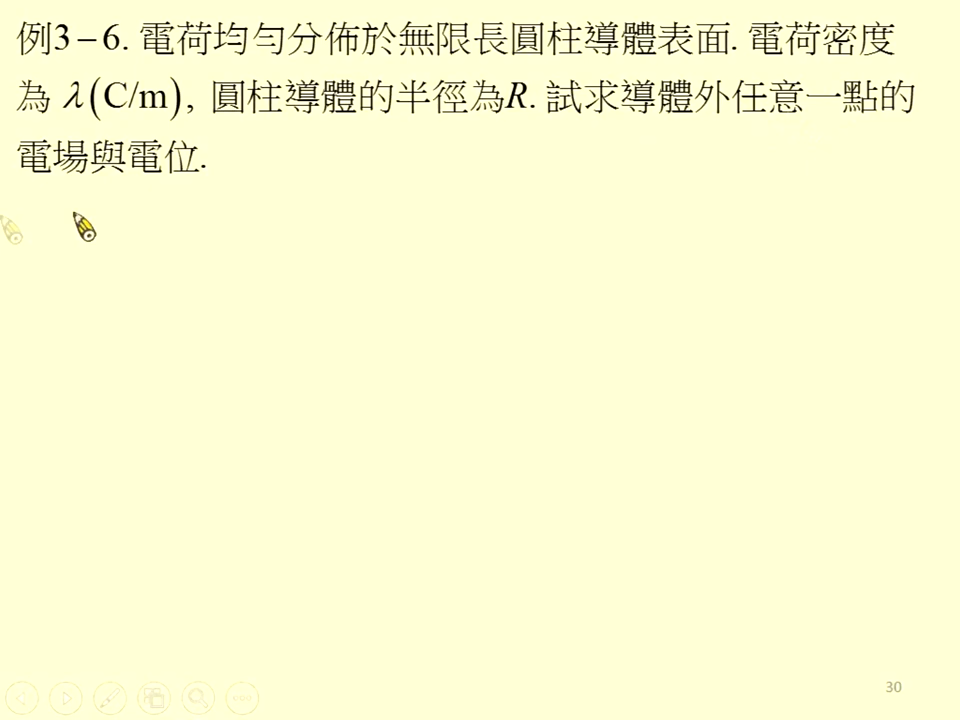 例3－6. 電荷均勻分佈於無限長圓柱導體表面. 電荷密度
為 λ(C/m), 圓柱導體的半徑為R. 試求導體外任意一點的
電場與電位.
30